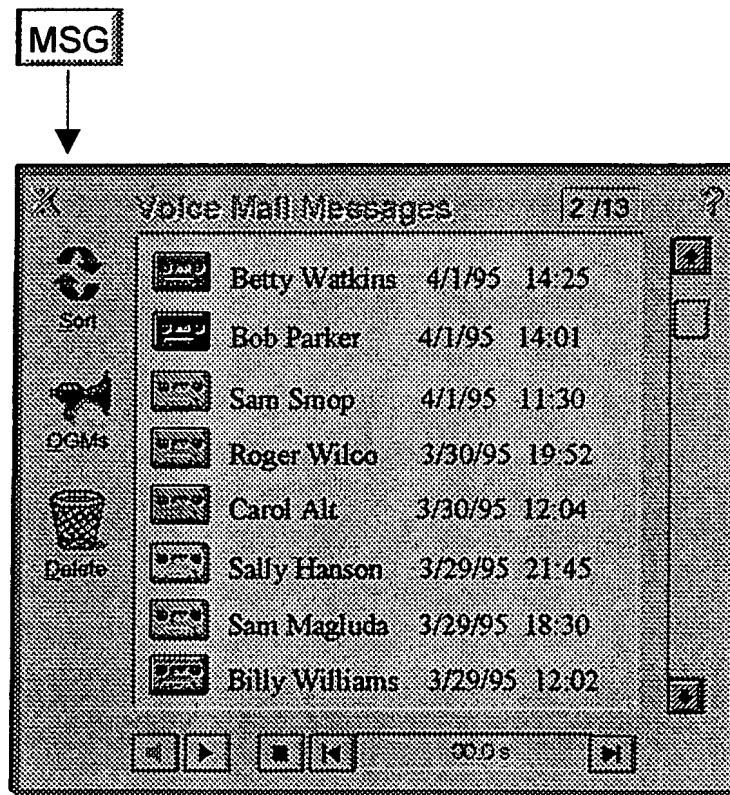 MSG
Voice Mail Messages 2/13 ?
Sort
OGMs
Delete
Betty Watkins 4/1/95 14:25
Bob Parker 4/1/95 14:01
Sam Smop 4/1/95 11:30
Roger Wilco 3/30/95 19:52
Carol Alt 3/30/95 12:04
Sally Hanson 3/29/95 21:45
Sam Magluda 3/29/95 18:30
Billy Williams 3/29/95 12:02
00.0 s